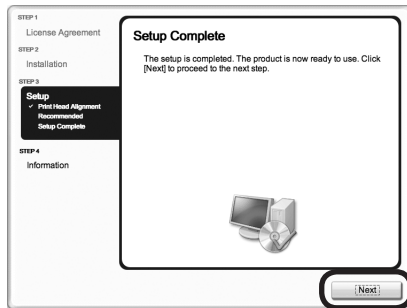 STEP 1
License Agreement
STEP 2
Installation
STEP 3
Setup
✓ Print Head Alignment
Recommended
Setup Complete
STEP 4
Information
Setup Complete
The setup is completed. The product is now ready to use. Click
[Next] to proceed to the next step.
Next